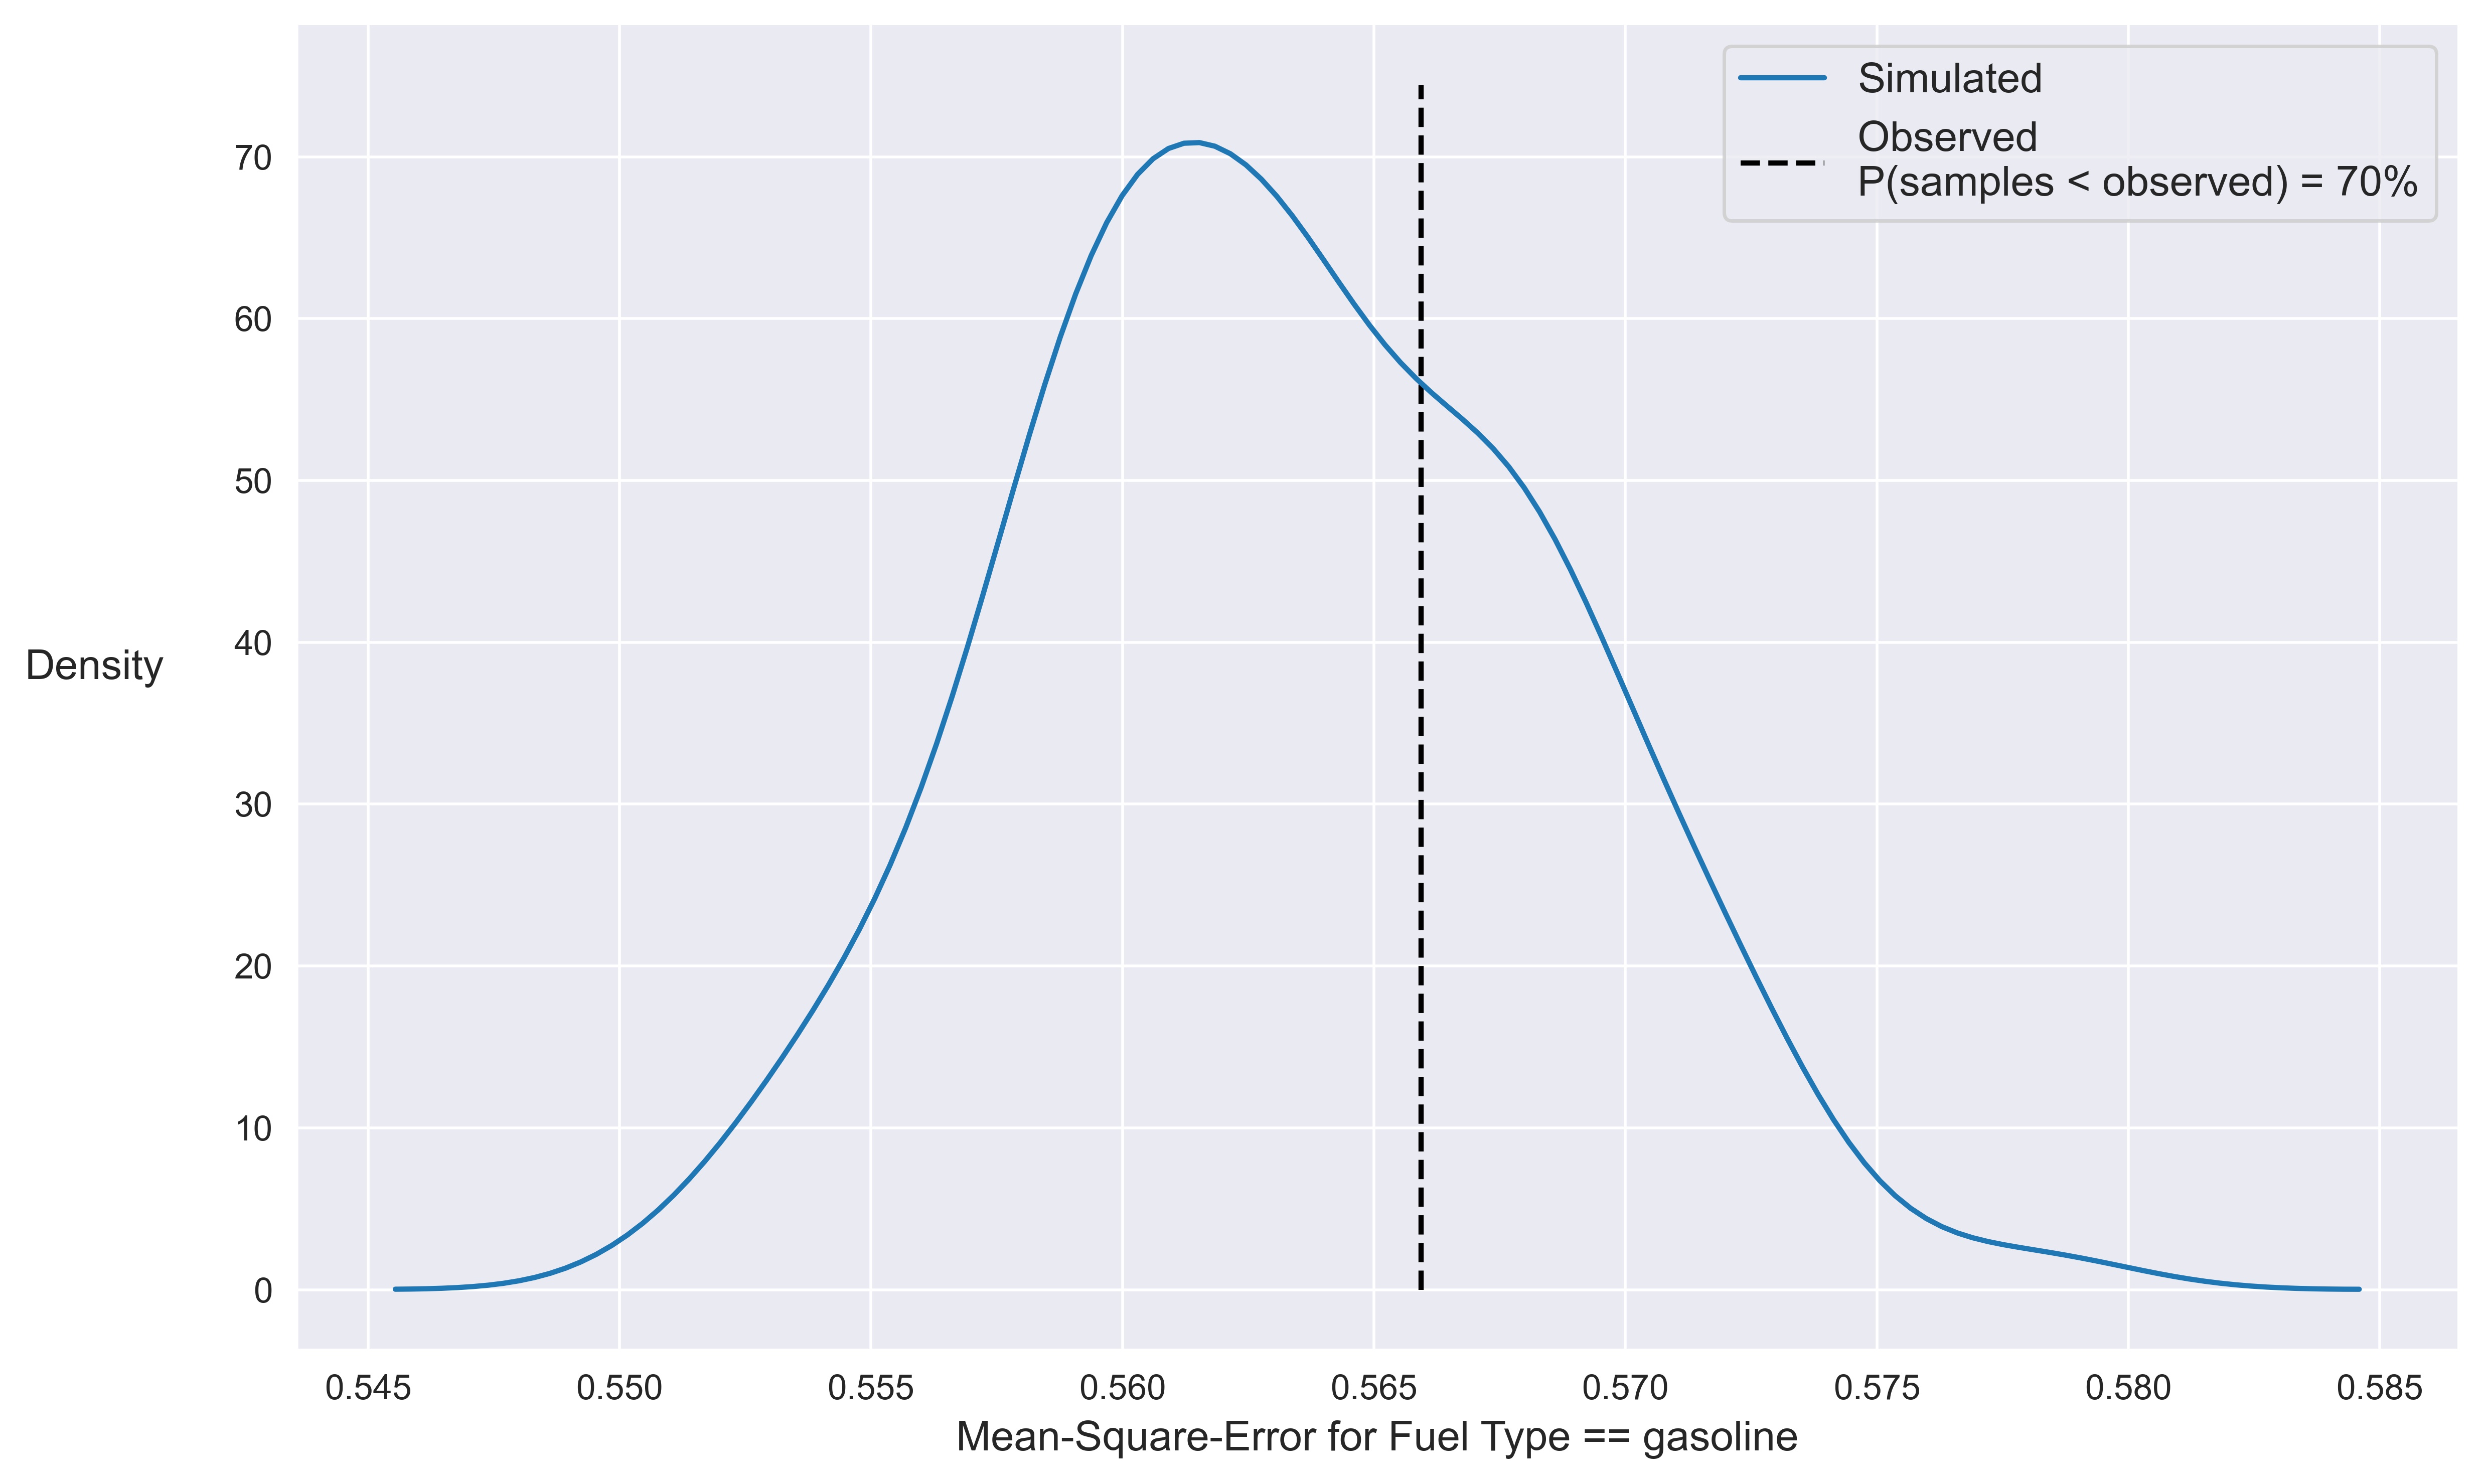 Simulated
Observed
P(samples < observed) = 70%
70
60
50
40
30
20
10
0
Density
0.545 0.550 0.555 0.560 0.565 0.570 0.575 0.580 0.585
Mean-Square-Error for Fuel Type == gasoline